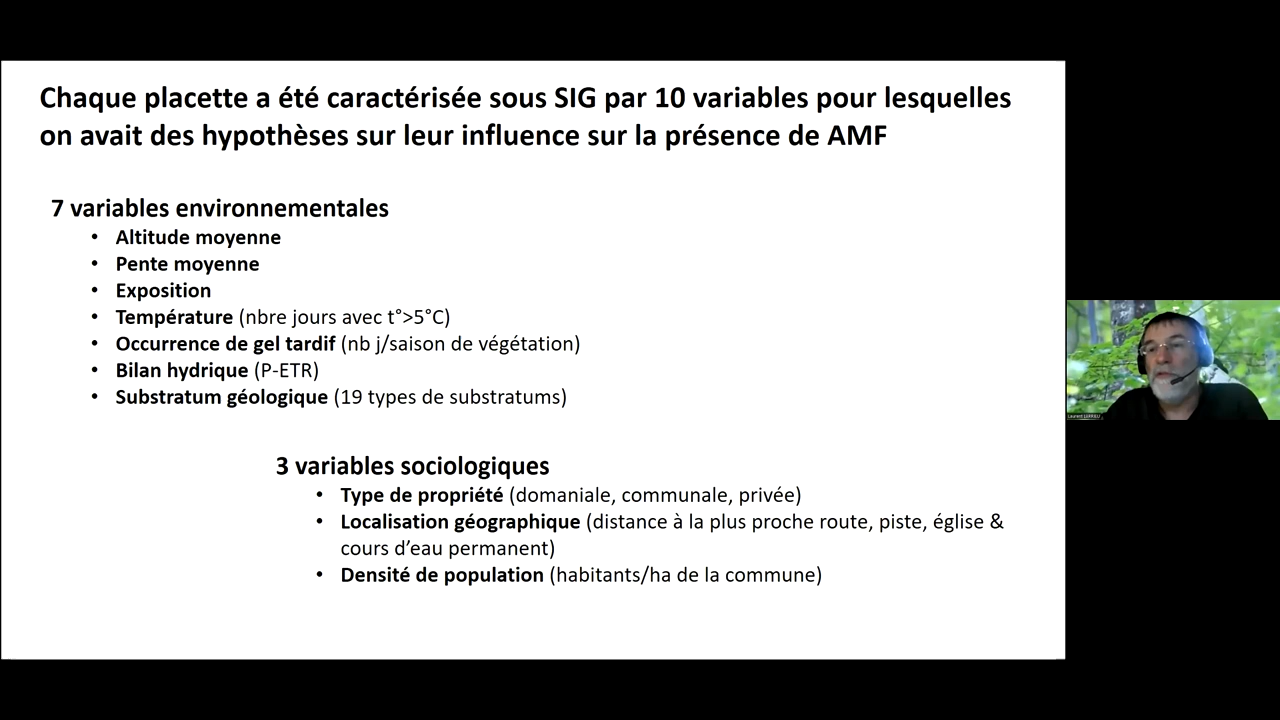 Chaque placette a été caractérisée sous SIG par 10 variables pour lesquelles
on avait des hypothèses sur leur influence sur la présence de AMF
7 variables environnementales
• Altitude moyenne
• Pente moyenne
• Exposition
• Température (nbre jours avec t°>5°C)
• Occurrence de gel tardif (nb j/saison de végétation)
• Bilan hydrique (P-ETR)
• Substratum géologique (19 types de substratums)
3 variables sociologiques
• Type de propriété (domaniale, communale, privée)
• Localisation géographique (distance à la plus proche route, piste, église &
cours d’eau permanent)
• Densité de population (habitants/ha de la commune)